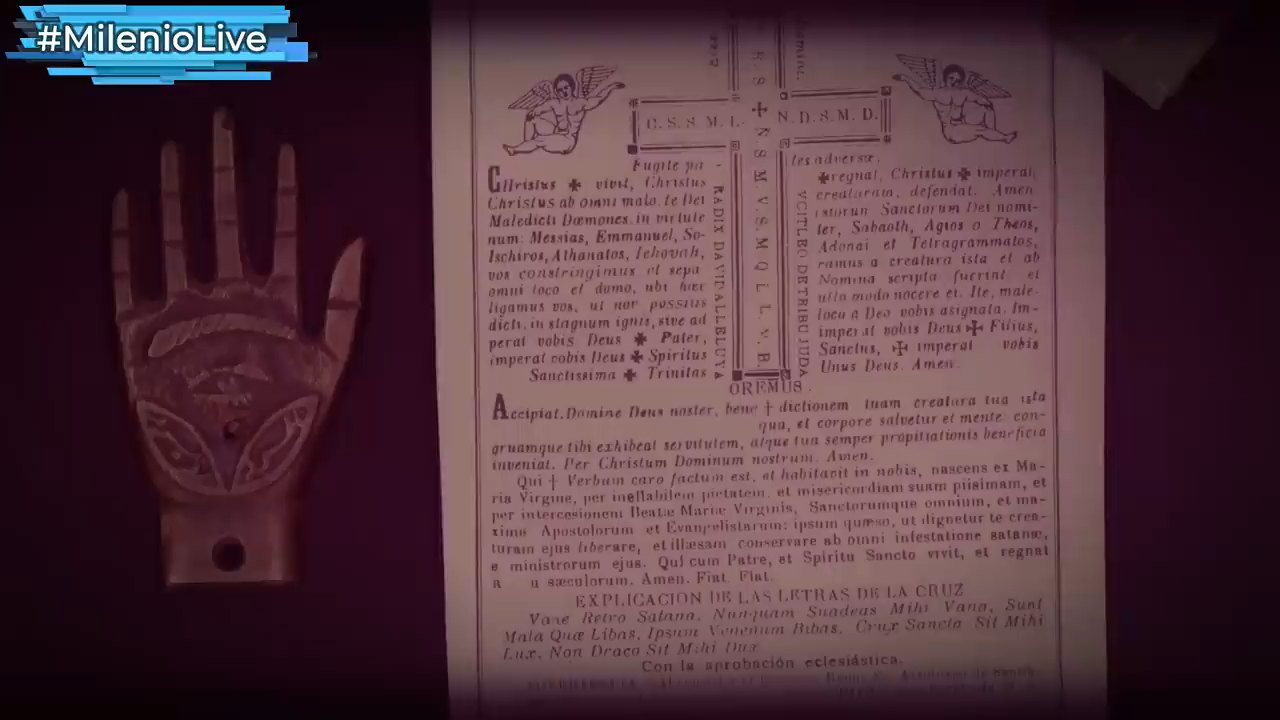 #MilenioLive
C. S. S. M. L.
N. D. S. M. D.
R S ✠ N S M V. S. M Q L I. V. B.
RADIX DAVID ALLELUYA
VCIT LEO DE TRIBU JUDA
Fugite pa
les adversæ.
Christus ✠ vivit, Christus
✠ regnat, Christus ✠ imperat,
Christus ab omni malo. te Dei
creaturam, defendat. Amen
Maledicti Dæmones. in virtute
istorun Sanctorum Dei nomi-
num: Messias, Emmanuel, So-
ter, Sabaoth, Agios o Theos,
Ischiros, Athanatos, Iehovah,
Adonai et Tetragrammatos,
vos constringimus et sepa
ramus a creatura ista et ab
omni loco et domo, ubi hæc
Nomina scripta fuerint et
ligamus vos, ut nor possitis
ullo modo nocere ei. Ite, male-
dicti, in stagnum ignis, sive ad
loca a Deo vobis asignata. Im-
perat vobis Deus ✠ Pater,
imperat vobis Deus ✠ Filius,
imperat vobis Deus ✠ Spiritus
Sanctus, ✠ imperat vobis
Sanctissima ✠ Trinitas
Unus Deus. Amen.
OREMUS.
Accipiat. Domine Deus noster, bene † dictionem tuam creatura tua ista
qua, et corpore salvetur et mente: con-
gruamque tibi exhibeat servitutem, atque tua semper propitiationis beneficia
inveniat. Per Christum Dominum nostrum. Amen.
Qui † Verbum caro factum est, et habitavit in nobis, nascens ex Ma-
ria Virgine, per ineffabilem pietatem, et misericordiam suam piisimam, et
per intercesionem Beatæ Mariæ Virginis, Sanctorumque omnium, et ma-
xime Apostolorum et Evangelistarum: ipsum quæso, ut dignetur te crea-
turam ejus liberare, et illæsam conservare ab omni infestatione satanæ,
e ministrorum ejus. Qui cum Patre, et Spiritu Sancto vivit, et regnat
a u sæculorum. Amen. Fiat. Fiat.
EXPLICACION DE LAS LETRAS DE LA CRUZ
Vave Retro Satana, Nunquam Suadeas Mihi Vana, Sunt
Mala Quæ Libas, Ipsum Venenum Bibas, Crux Sancta Sit Mihi
Lux, Non Draco Sit Mihi Dux
Con la aprobación eclesiástica.